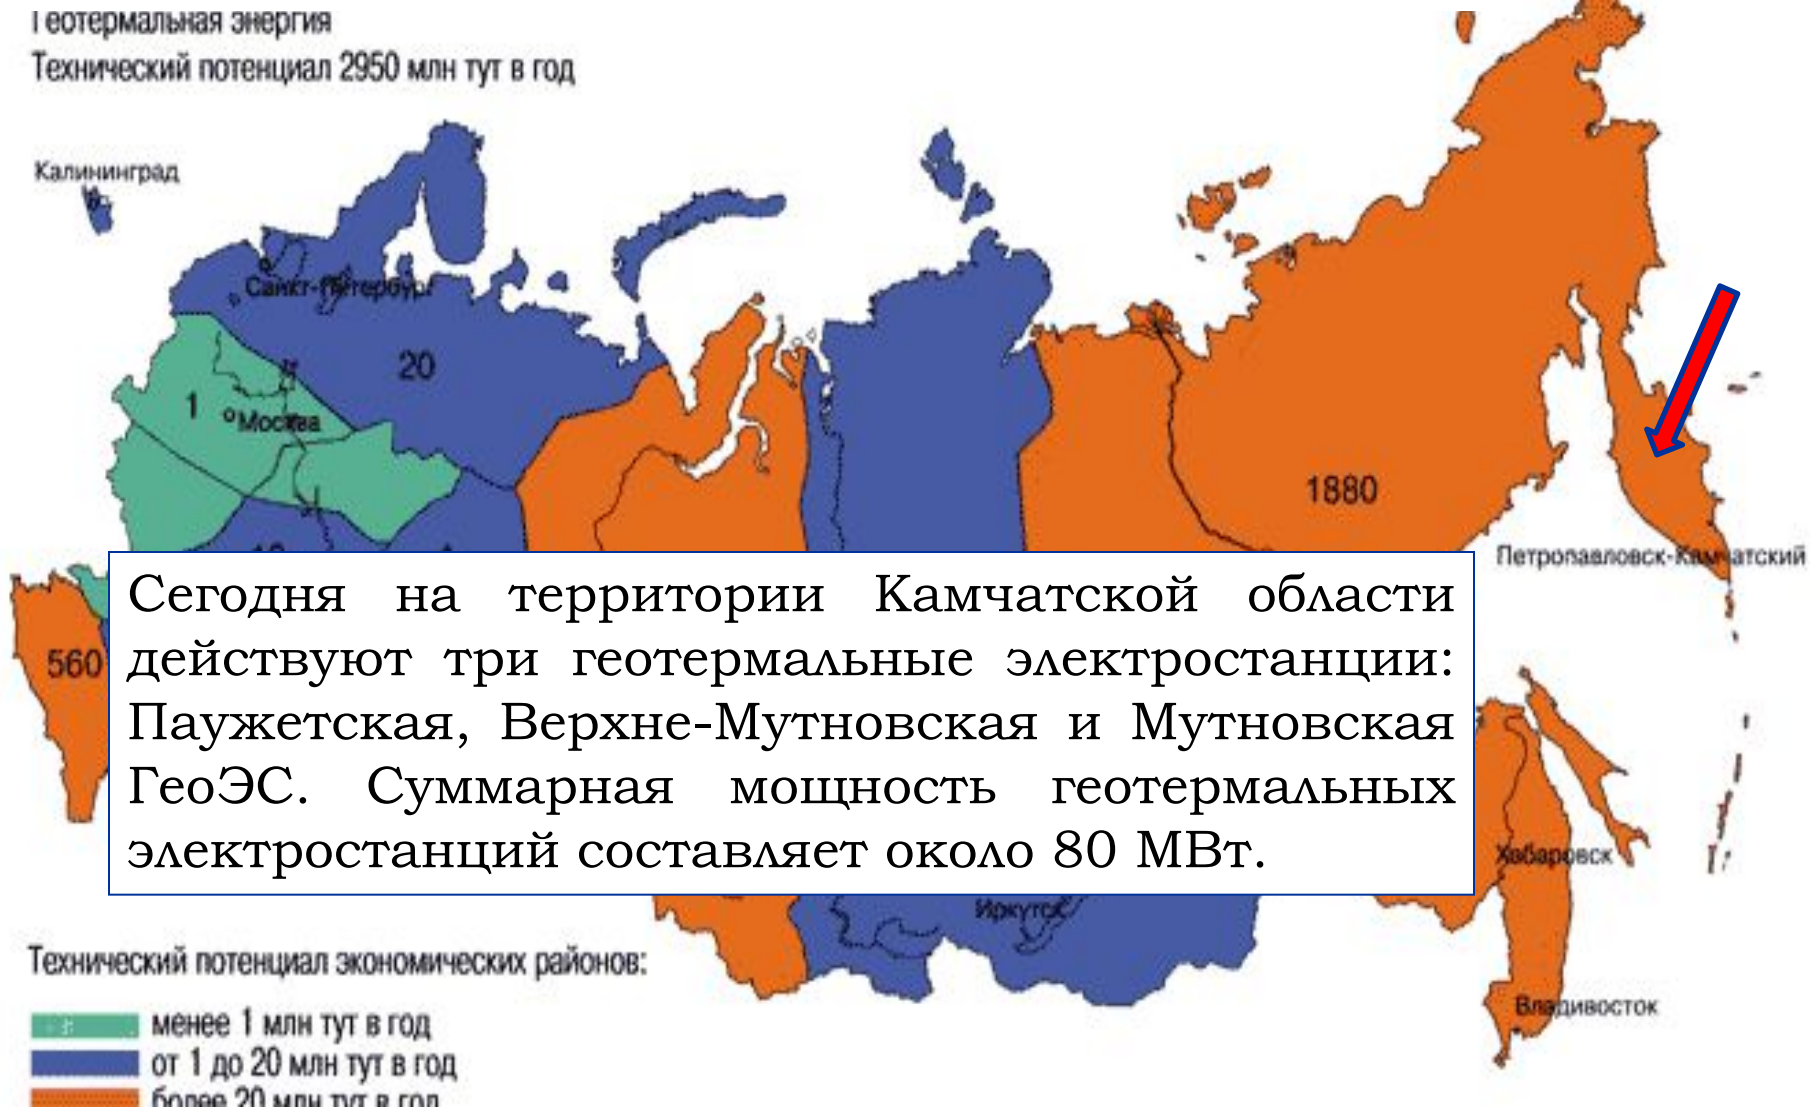 Геотермальная энергия
Технический потенциал 2950 млн тут в год
Калининград
Санкт-Петербург
20
1
Москва
1880
Петропавловск-Камчатский
560
Сегодня на территории Камчатской области
действуют три геотермальные электростанции:
Паужетская, Верхне-Мутновская и Мутновская
ГеоЭС. Суммарная мощность геотермальных
электростанций составляет около 80 МВт.
Хабаровск
Иркутск
Владивосток
Технический потенциал экономических районов:
менее 1 млн тут в год
от 1 до 20 млн тут в год
более 20 млн тут в год